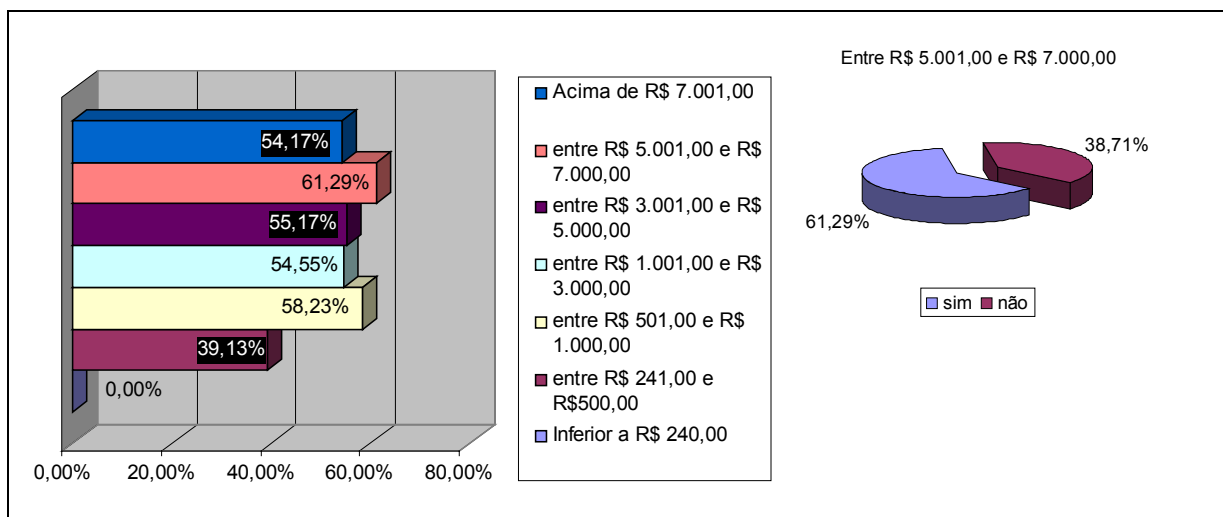 54,17%
61,29%
55,17%
54,55%
58,23%
39,13%
0,00%
0,00%
20,00%
40,00%
60,00%
80,00%
Acima de R$ 7.001,00
entre R$ 5.001,00 e R$
7.000,00
entre R$ 3.001,00 e R$
5.000,00
entre R$ 1.001,00 e R$
3.000,00
entre R$ 501,00 e R$
1.000,00
entre R$ 241,00 e
R$500,00
Inferior a R$ 240,00
Entre R$ 5.001,00 e R$ 7.000,00
38,71%
61,29%
sim não